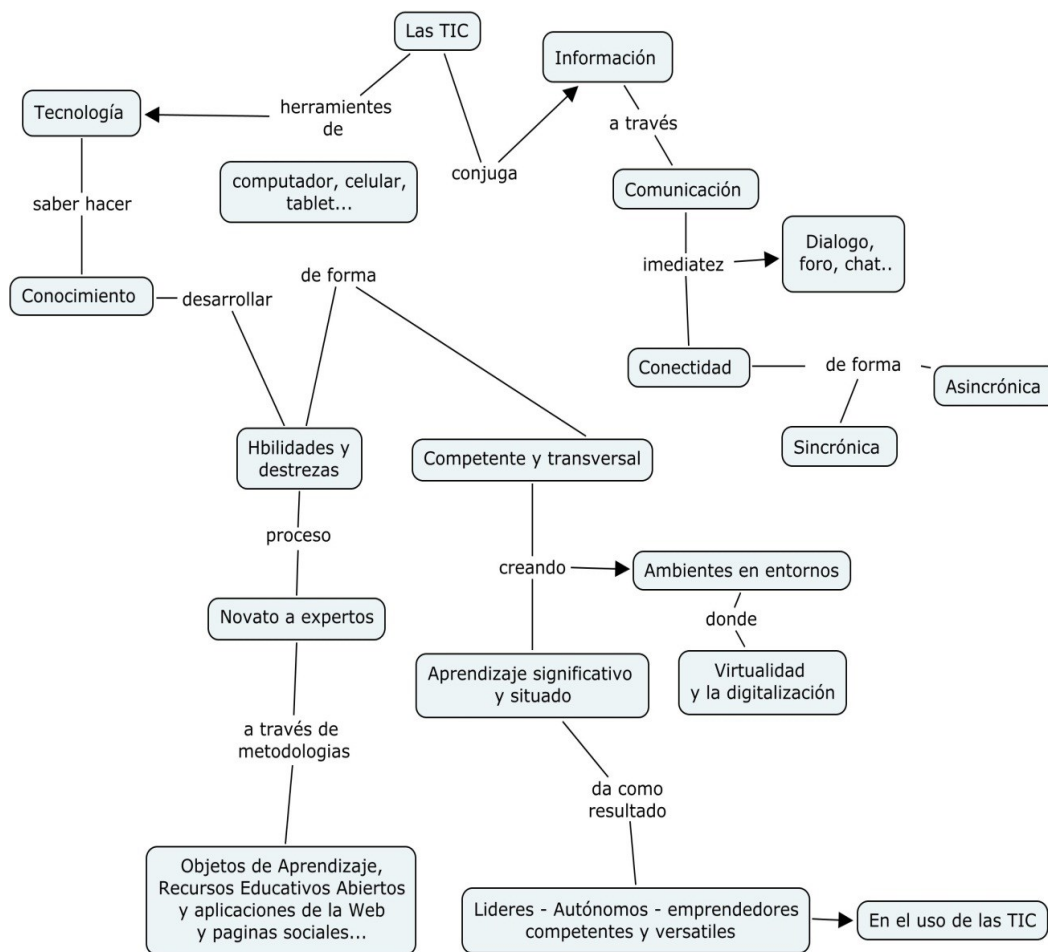 Las TIC
Información
Tecnología
herramientes
de
a través
conjuga
computador, celular,
tablet...
Comunicación
saber hacer
Dialogo,
foro, chat..
imediatez
de forma
Conocimiento
desarrollar
Conectidad
de forma
Asincrónica
Sincrónica
Hbilidades y
destrezas
Competente y transversal
proceso
creando
Ambientes en entornos
Novato a expertos
donde
Aprendizaje significativo
y situado
Virtualidad
y la digitalización
a través de
metodologias
da como
resultado
Objetos de Aprendizaje,
Recursos Educativos Abiertos
y aplicaciones de la Web
y paginas sociales...
Lideres - Autónomos - emprendedores
competentes y versatiles
En el uso de las TIC